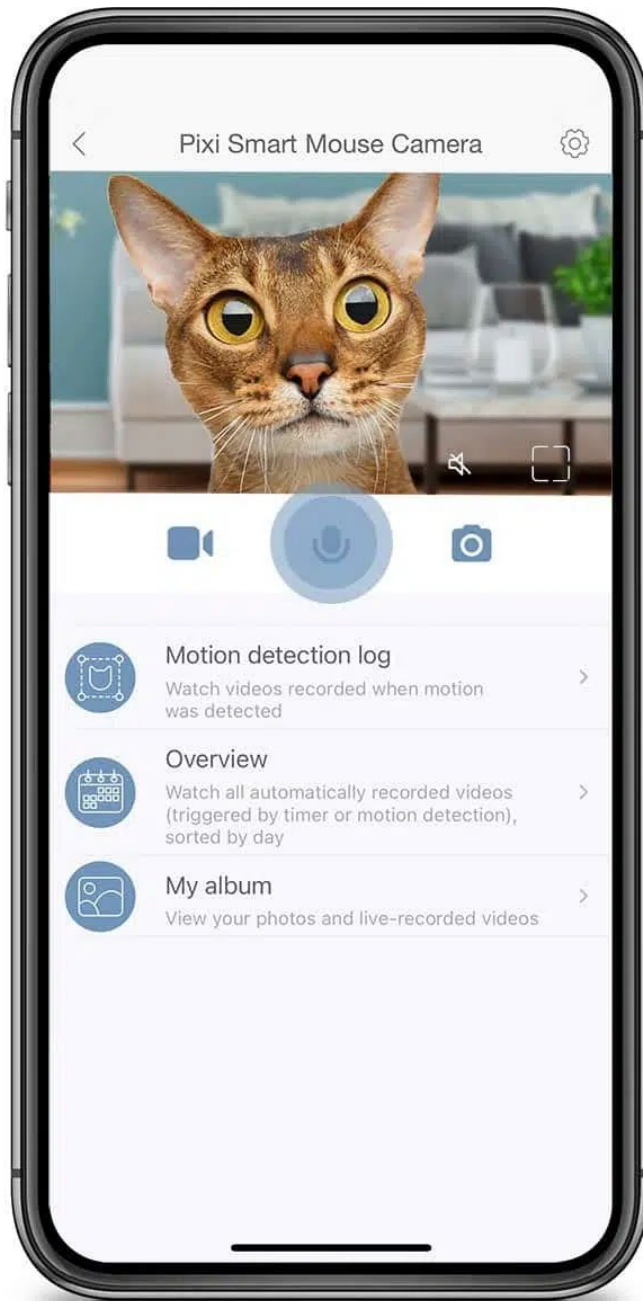 Pixi Smart Mouse Camera
Motion detection log
Watch videos recorded when motion
was detected
Overview
Watch all automatically recorded videos
(triggered by timer or motion detection),
sorted by day
My album
View your photos and live-recorded videos